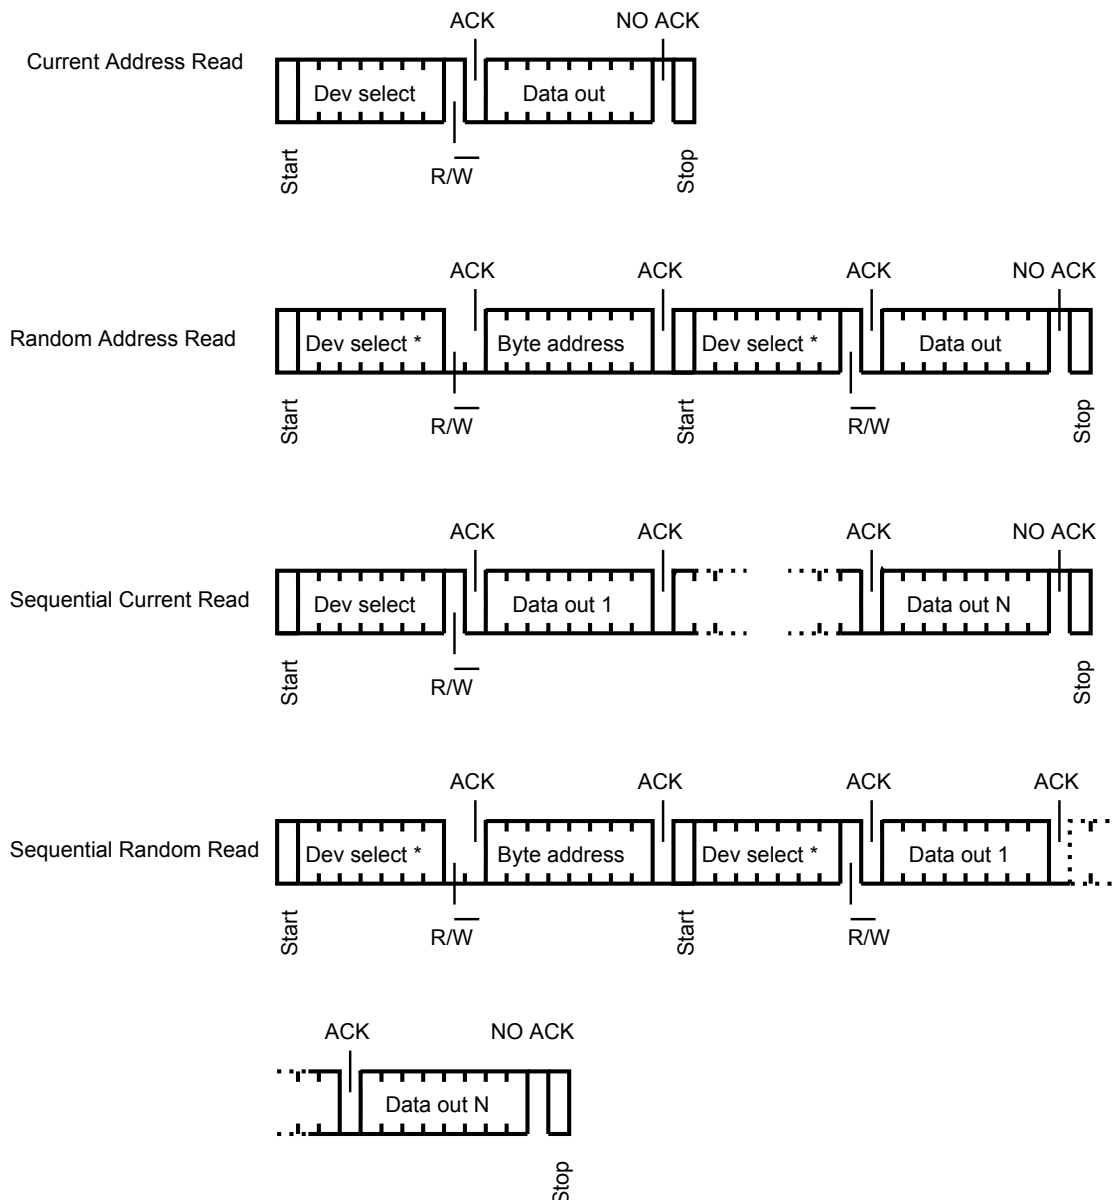 ACK NO ACK
Current Address Read
Dev select Data out
Start R/W̅ Stop
ACK ACK ACK NO ACK
Random Address Read
Dev select * Byte address Dev select * Data out
Start R/W̅ Start R̅/W Stop
ACK ACK ACK NO ACK
Sequential Current Read
Dev select Data out 1 Data out N
Start R/W̅ Stop
ACK ACK ACK ACK
Sequential Random Read
Dev select * Byte address Dev select * Data out 1
Start R/W̅ Start R̅/W
ACK NO ACK
Data out N
Stop